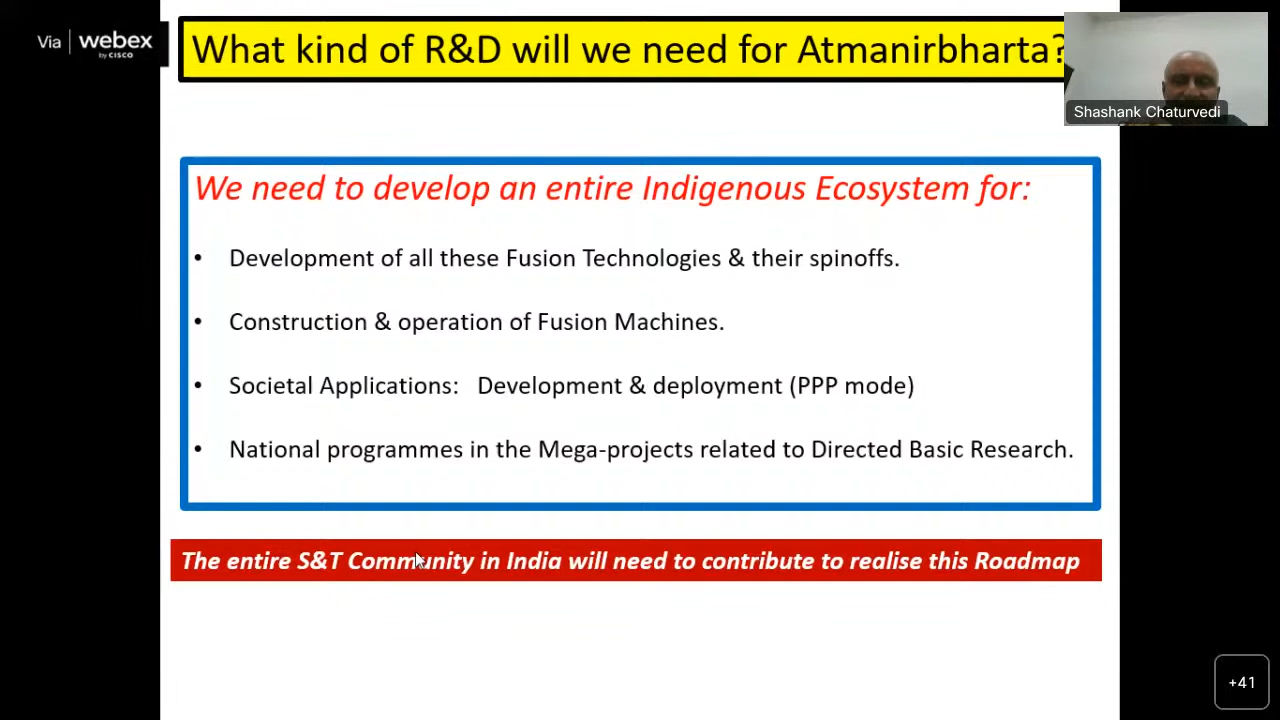 Via webex
by CISCO
What kind of R&D will we need for Atmanirbharta?
Shashank Chaturvedi
We need to develop an entire Indigenous Ecosystem for:
• Development of all these Fusion Technologies & their spinoffs.
• Construction & operation of Fusion Machines.
• Societal Applications: Development & deployment (PPP mode)
• National programmes in the Mega-projects related to Directed Basic Research.
The entire S&T Community in India will need to contribute to realise this Roadmap
+41